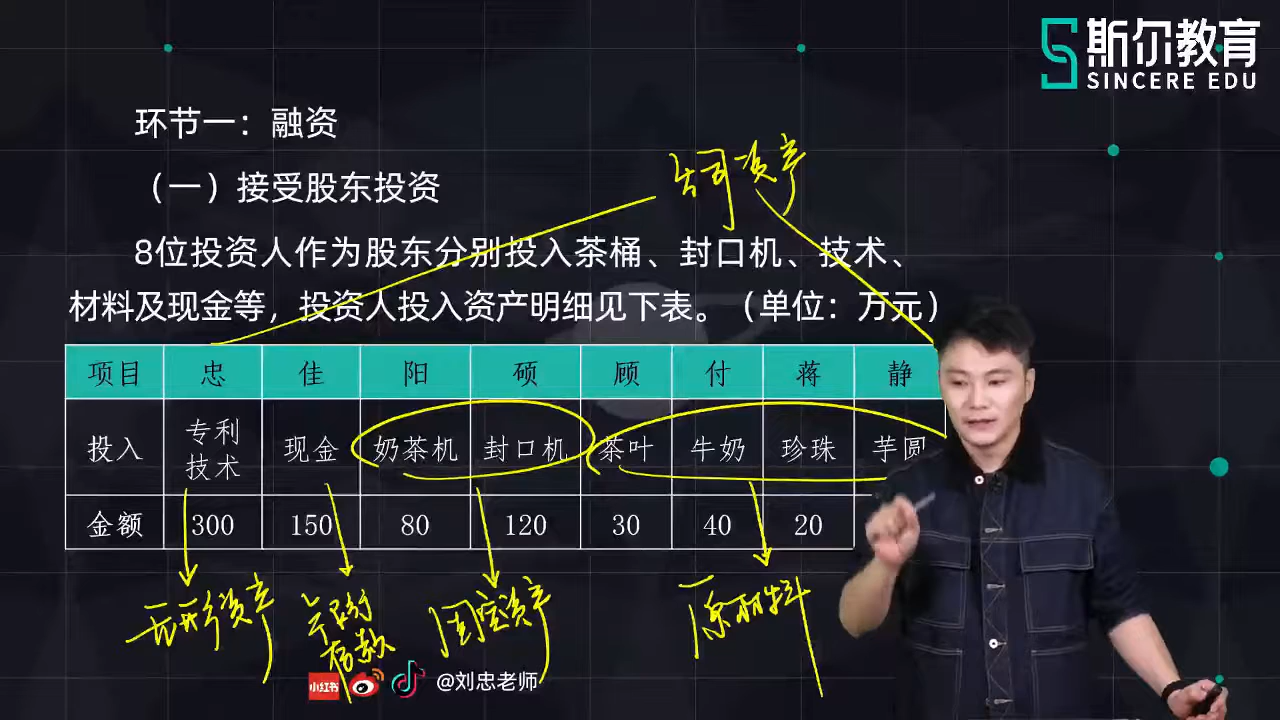 斯尔教育
SINCERE EDU
环节一：融资
（一）接受股东投资
公司资产
8位投资人作为股东分别投入茶桶、封口机、技术、
材料及现金等，投资人投入资产明细见下表。（单位：万元）
项目 忠 佳 阳 硕 顾 付 蒋 静
投入 专利技术 现金 奶茶机 封口机 茶叶 牛奶 珍珠 芋圆
金额 300 150 80 120 30 40 20
无形资产 银行存款 固定资产 原材料
小红书 @刘忠老师